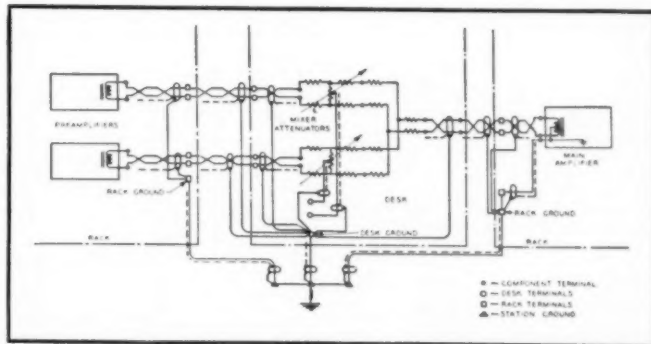 PREAMPLIFIERS
MIXER
ATTENUATORS
MAIN
AMPLIFIER
RACK GROUND
DESK
RACK GROUND
RACK
DESK GROUND
RACK
COMPONENT TERMINAL
DESK TERMINALS
RACK TERMINALS
STATION GROUND